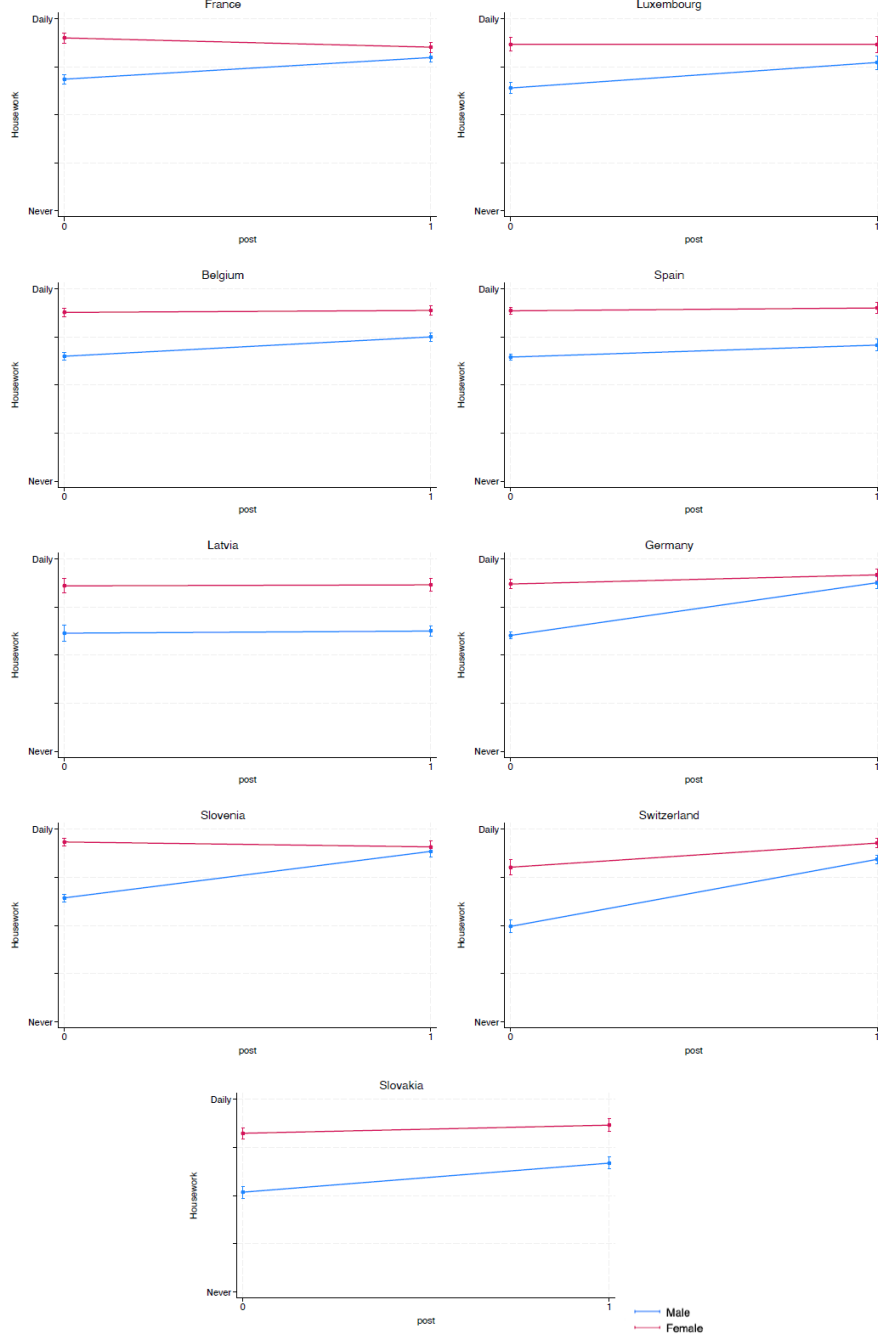 France
Daily
Housework
Never
0 1
post
Luxembourg
Daily
Housework
Never
0 1
post
Belgium
Daily
Housework
Never
0 1
post
Spain
Daily
Housework
Never
0 1
post
Latvia
Daily
Housework
Never
0 1
post
Germany
Daily
Housework
Never
0 1
post
Slovenia
Daily
Housework
Never
0 1
post
Switzerland
Daily
Housework
Never
0 1
post
Slovakia
Daily
Housework
Never
0 1
post
Male
Female